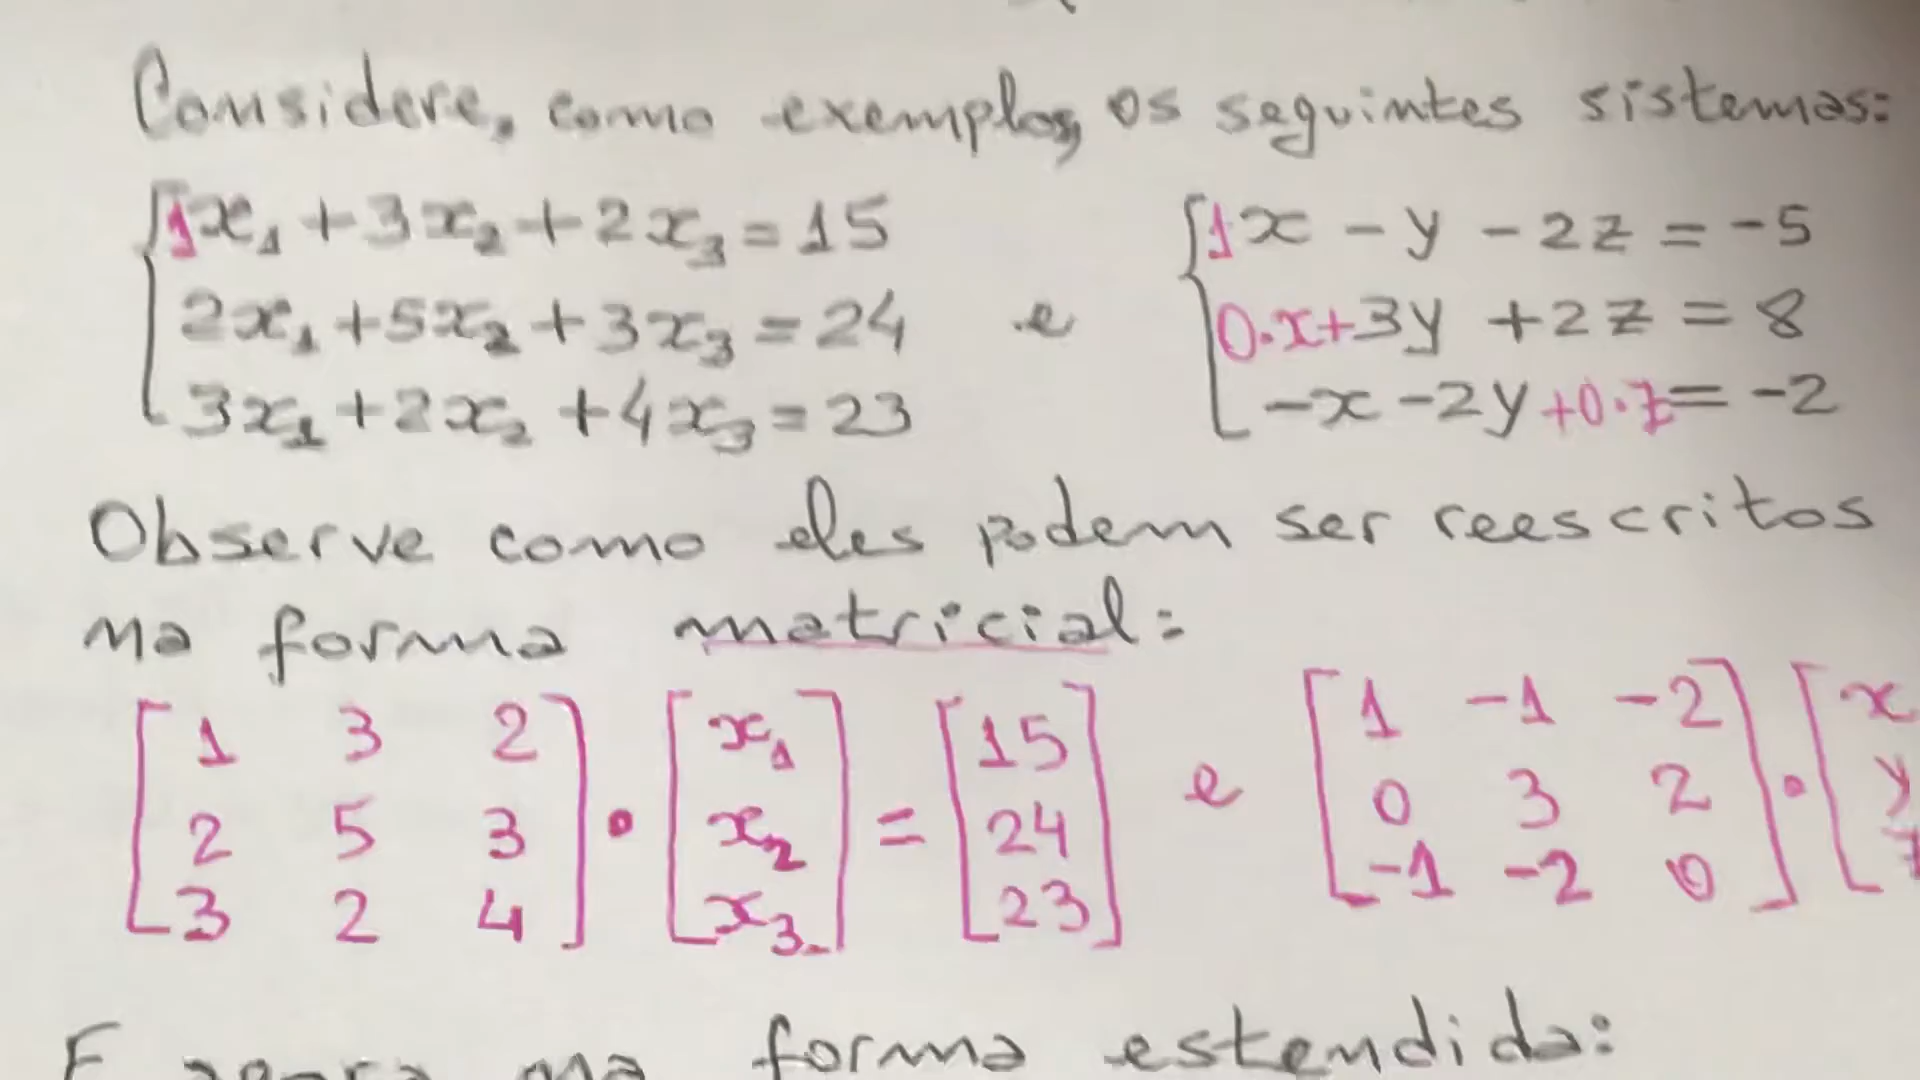 Considere, como exemplos, os seguintes sistemas:
1x₁ + 3x₂ + 2x₃ = 15
2x₁ + 5x₂ + 3x₃ = 24
3x₁ + 2x₂ + 4x₃ = 23
e
1x - y - 2z = -5
0·x + 3y + 2z = 8
-x - 2y + 0·z = -2
Observe como eles podem ser reescritos
na forma matricial:
[1 3 2
2 5 3
3 2 4]
·
[x₁
x₂
x₃]
=
[15
24
23]
e
[1 -1 -2
0 3 2
-1 -2 0]
·
[x
y
z
E agora na forma estendida: